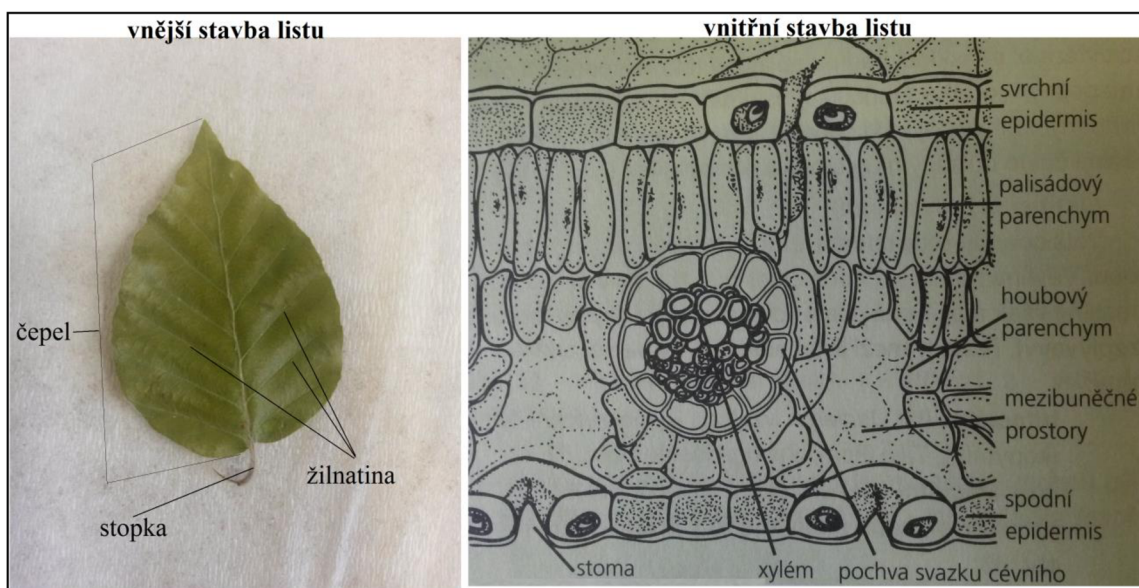 vnější stavba listu
čepel
žilnatina
stopka
vnitřní stavba listu
svrchní
epidermis
palisádový
parenchym
houbový
parenchym
mezibuněčné
prostory
spodní
epidermis
stoma
xylém
pochva svazku cévního